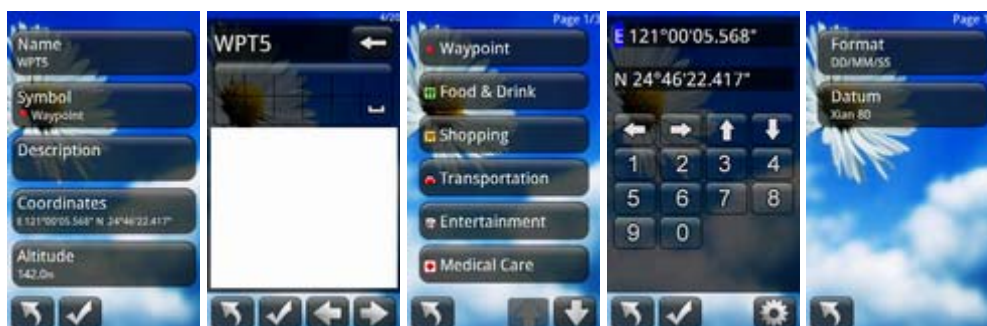 Name
WPT5
Symbol
Waypoint
Description
Coordinates
E 121°00'05.568" N 24°46'22.417"
Altitude
142.0m
4/20
WPT5
Page 1/3
Waypoint
Food & Drink
Shopping
Transportation
Entertainment
Medical Care
E 121°00'05.568"
N 24°46'22.417"
1 2 3 4
5 6 7 8
9 0
Page 1
Format
DD/MM/SS
Datum
Xian 80